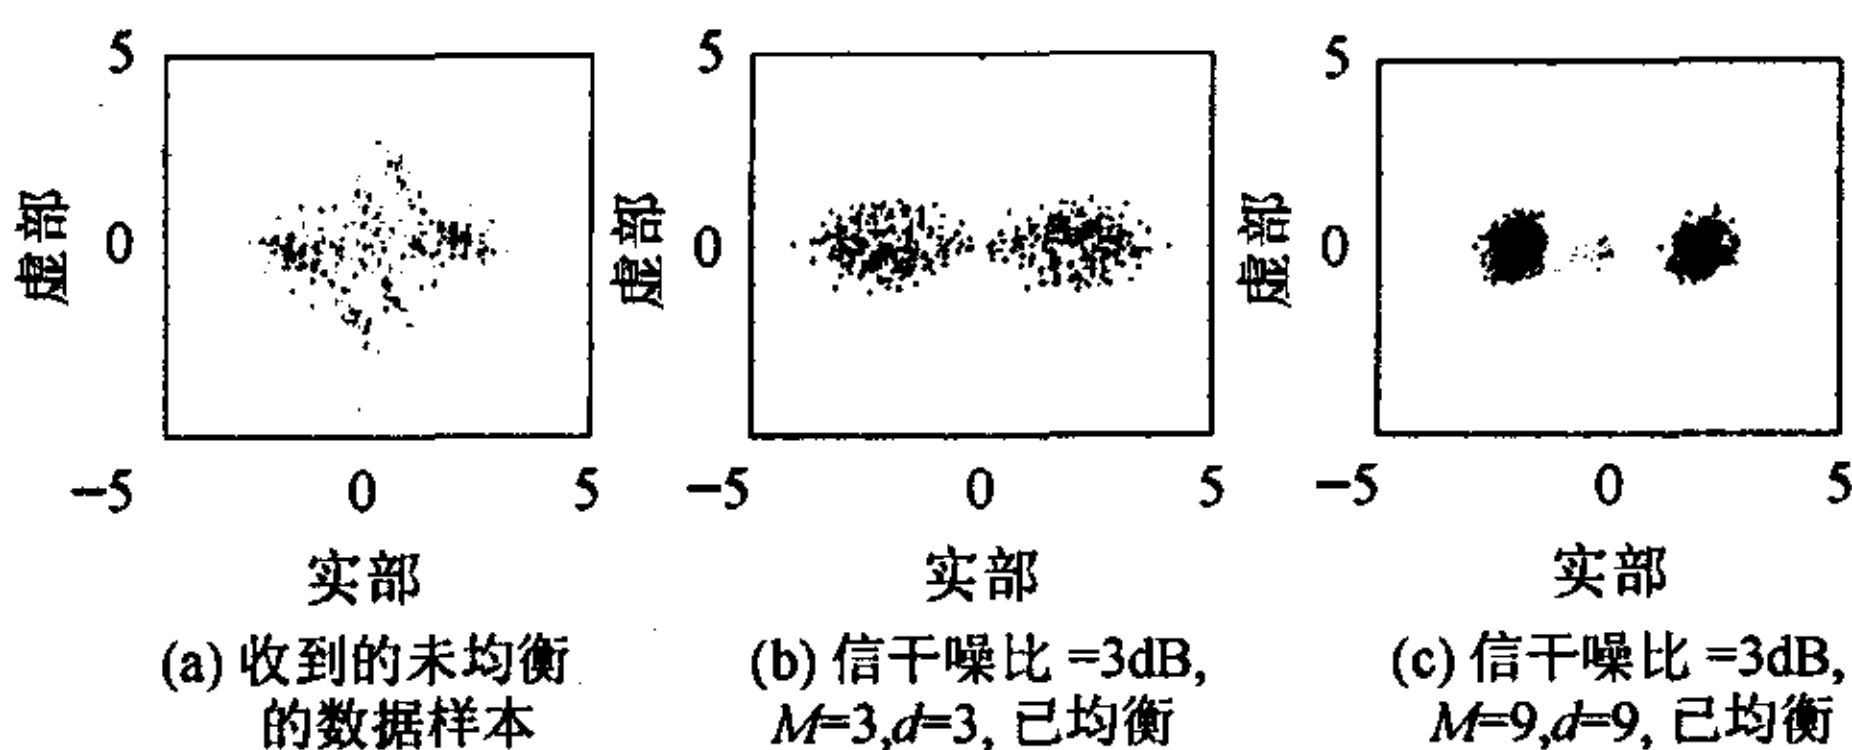 5
0
虚部
-5
0
5
实部
(a) 收到的未均衡
的数据样本
5
0
虚部
-5
0
5
实部
(b) 信干噪比 =3dB,
M=3,d=3, 已均衡
5
0
虚部
-5
0
5
实部
(c) 信干噪比 =3dB,
M=9,d=9, 已均衡